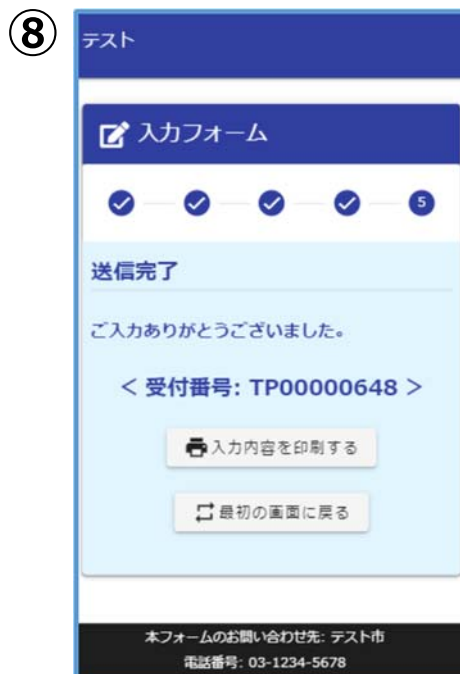 ⑧
テスト
入力フォーム
5
送信完了
ご入力ありがとうございました。
＜ 受付番号: TP00000648 ＞
入力内容を印刷する
最初の画面に戻る
本フォームのお問い合わせ先: テスト市
電話番号: 03-1234-5678